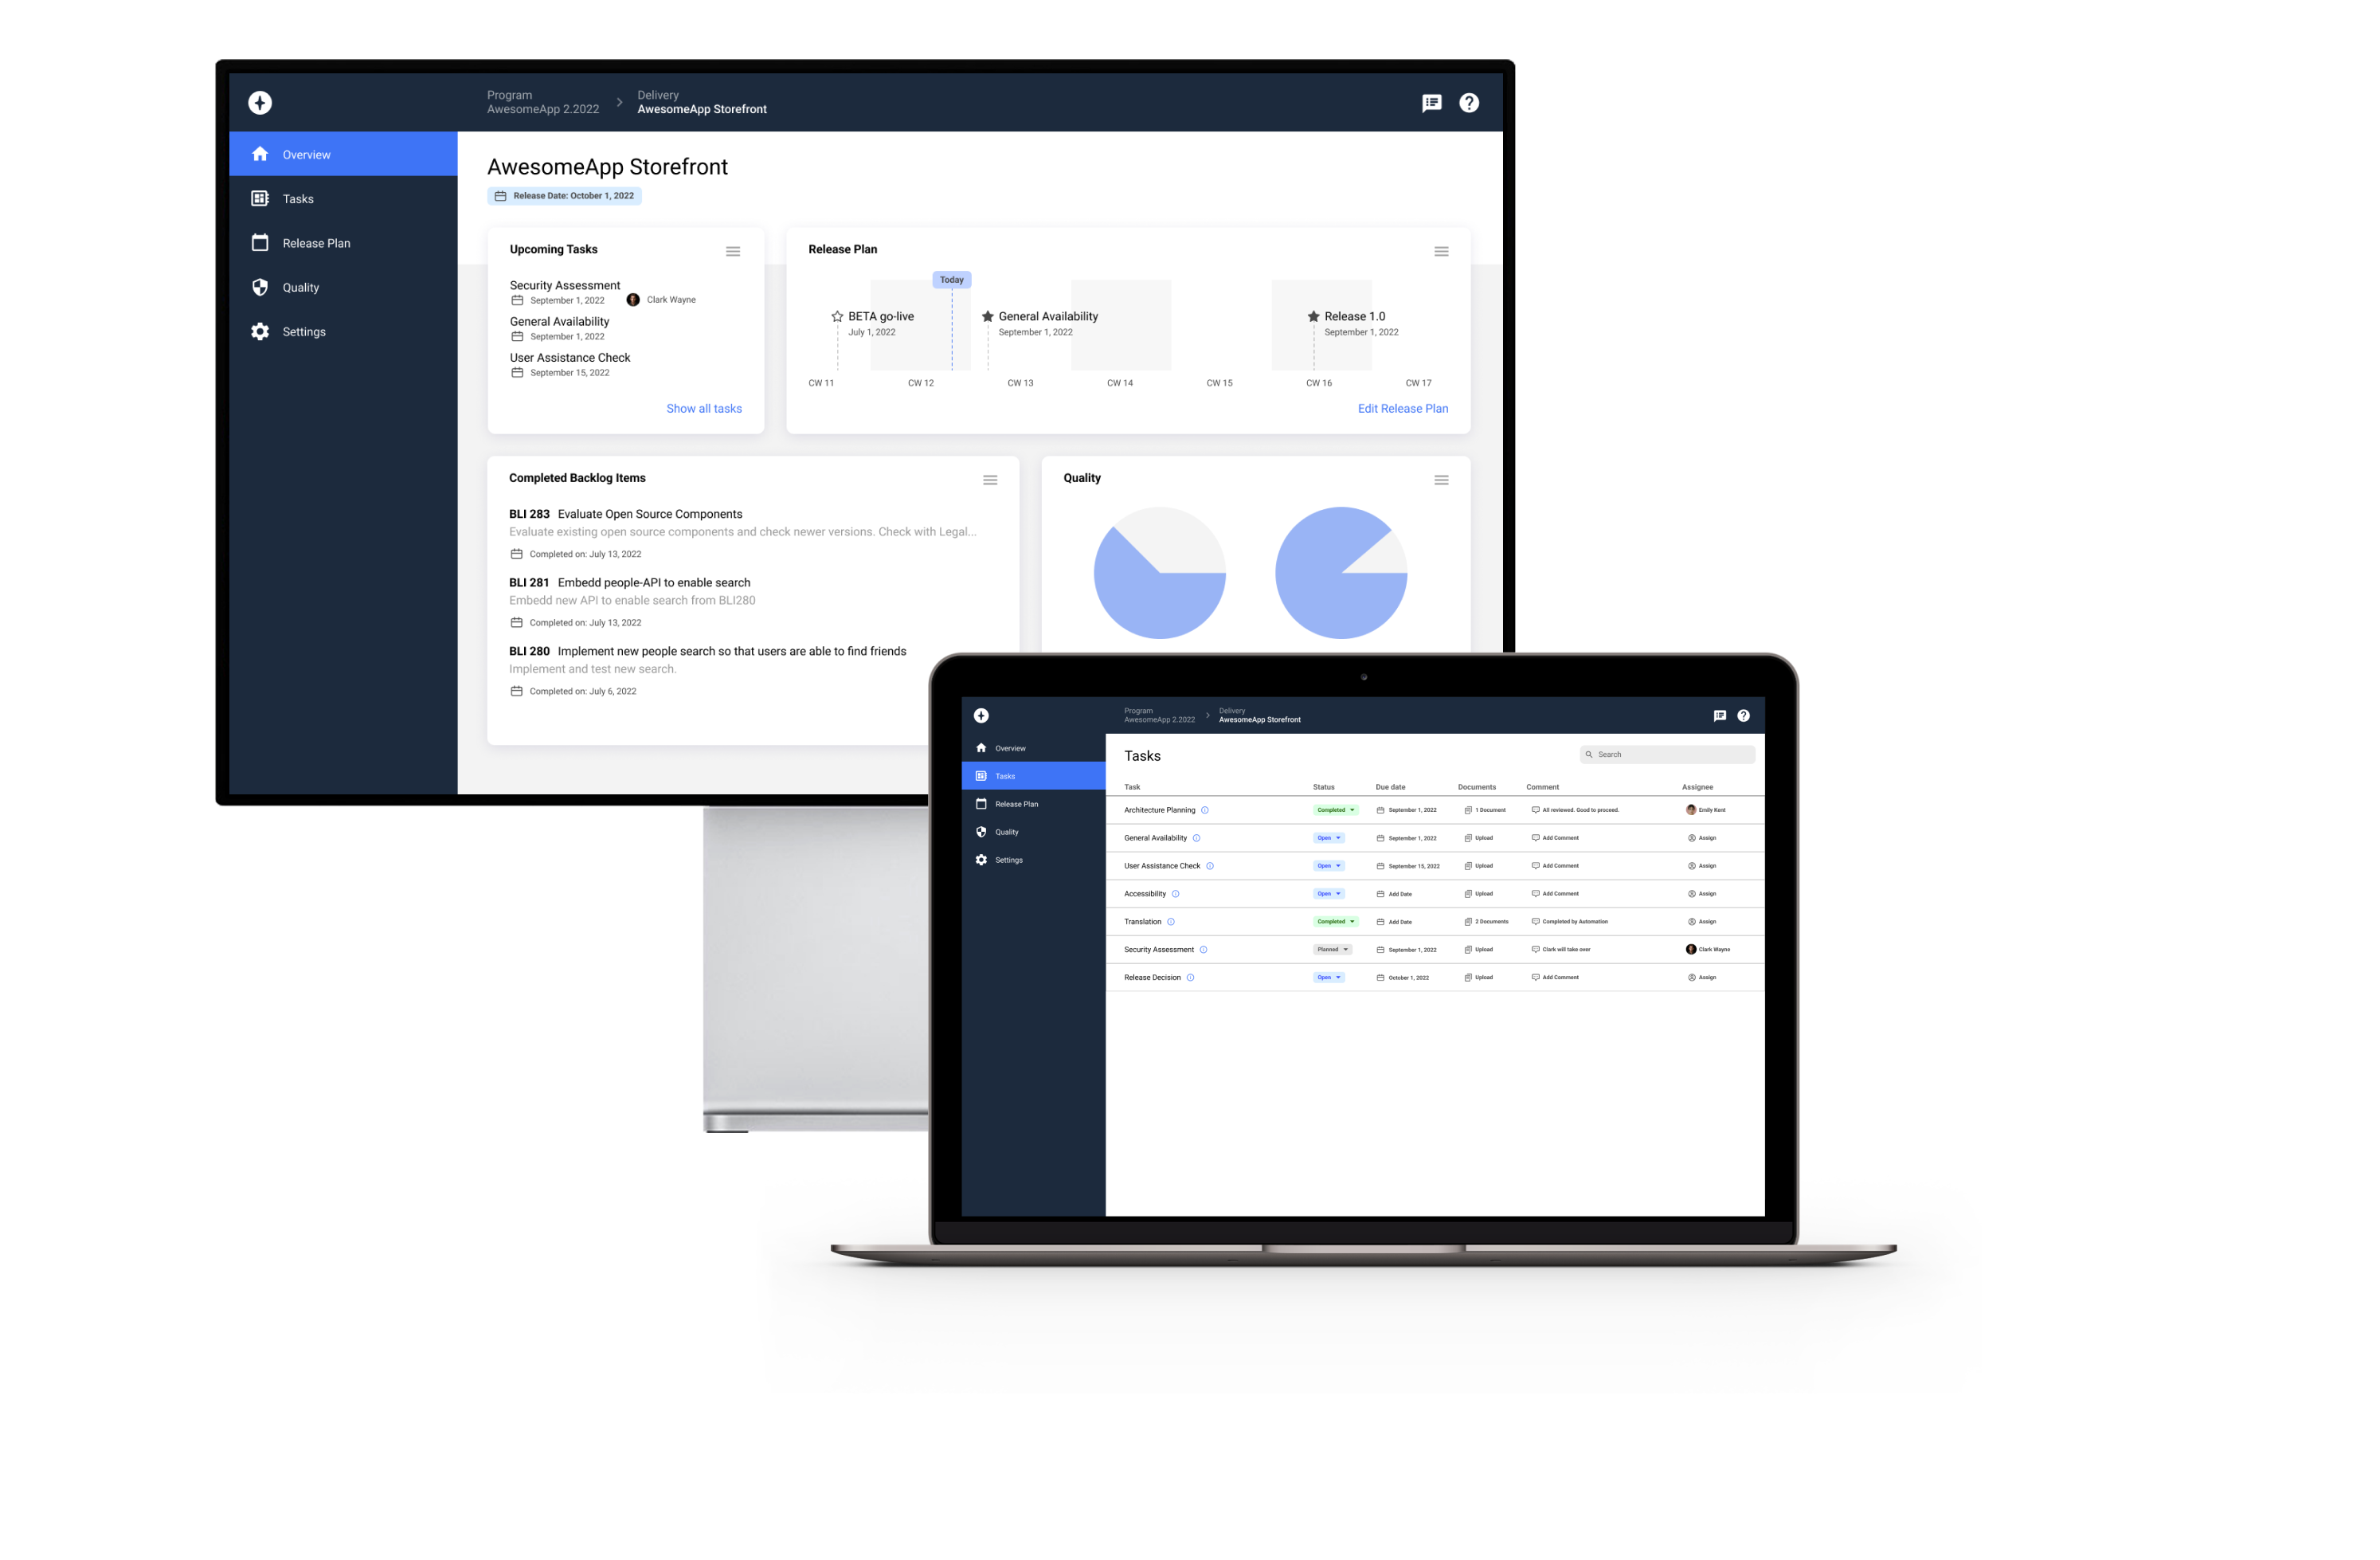 Program
AwesomeApp 2.2022
Delivery
AwesomeApp Storefront
Overview
Tasks
Release Plan
Quality
Settings
AwesomeApp Storefront
Release Date: October 1, 2022
Upcoming Tasks
Security Assessment
September 1, 2022 Clark Wayne
General Availability
September 1, 2022
User Assistance Check
September 15, 2022
Show all tasks
Release Plan
Today
BETA go-live
July 1, 2022
General Availability
September 1, 2022
Release 1.0
September 1, 2022
CW 11 CW 12 CW 13 CW 14 CW 15 CW 16 CW 17
Edit Release Plan
Completed Backlog Items
BLI 283 Evaluate Open Source Components
Evaluate existing open source components and check newer versions. Check with Legal...
Completed on: July 13, 2022
BLI 281 Embedd people-API to enable search
Embedd new API to enable search from BLI280
Completed on: July 13, 2022
BLI 280 Implement new people search so that users are able to find friends
Implement and test new search.
Completed on: July 6, 2022
Quality
Program
AwesomeApp 2.2022
Delivery
AwesomeApp Storefront
Overview
Tasks
Release Plan
Quality
Settings
Tasks
Search
Task Status Due date Documents Comment Assignee
Architecture Planning Completed September 1, 2022 1 Document All reviewed. Good to proceed. Emily Kent
General Availability Open September 1, 2022 Upload Add Comment Assign
User Assistance Check Open September 15, 2022 Upload Add Comment Assign
Accessibility Open Add Date Upload Add Comment Assign
Translation Completed Add Date 2 Documents Completed by Automation Assign
Security Assessment Planned September 1, 2022 Upload Clark will take over Clark Wayne
Release Decision Open October 1, 2022 Upload Add Comment Assign